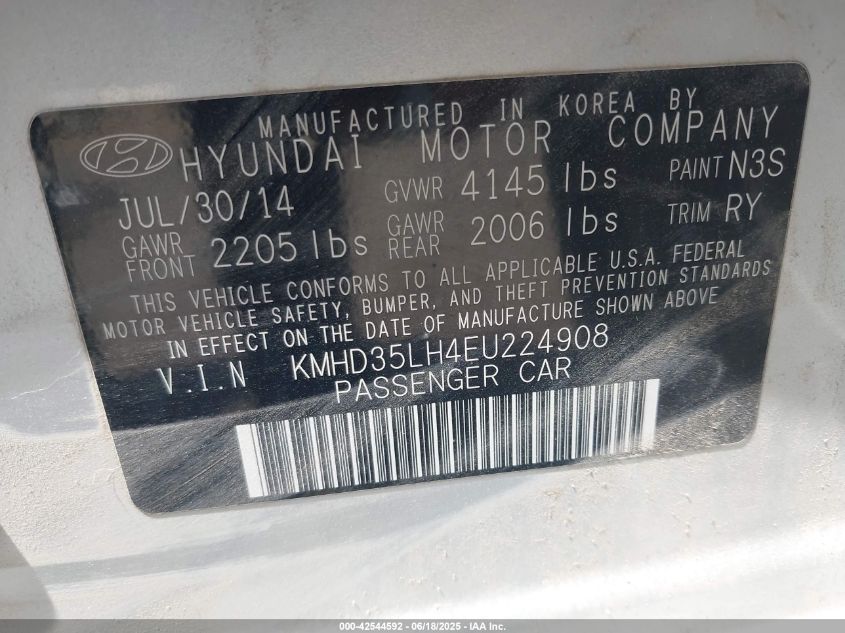 MANUFACTURED IN KOREA BY
HYUNDAI MOTOR COMPANY
JUL/30/14 GVWR 4145 lbs PAINT N3S
GAWR FRONT 2205 lbs GAWR REAR 2006 lbs TRIM RY
THIS VEHICLE CONFORMS TO ALL APPLICABLE U.S.A. FEDERAL
MOTOR VEHICLE SAFETY, BUMPER, AND THEFT PREVENTION STANDARDS
IN EFFECT ON THE DATE OF MANUFACTURE SHOWN ABOVE
V.I.N KMHD35LH4EU224908
PASSENGER CAR
000-42544592 | 06/18/2025 - IAA Inc.